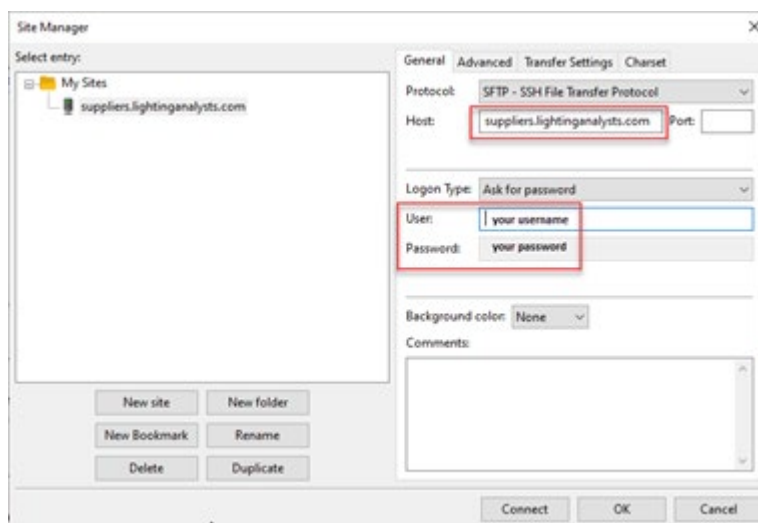 Site Manager
Select entry:
My Sites
suppliers.lightinganalysts.com
New site New folder
New Bookmark Rename
Delete Duplicate
General Advanced Transfer Settings Charset
Protocol: SFTP - SSH File Transfer Protocol
Host: suppliers.lightinganalysts.com Port:
Logon Type: Ask for password
User: your username
Password: your password
Background color: None
Comments:
Connect OK Cancel